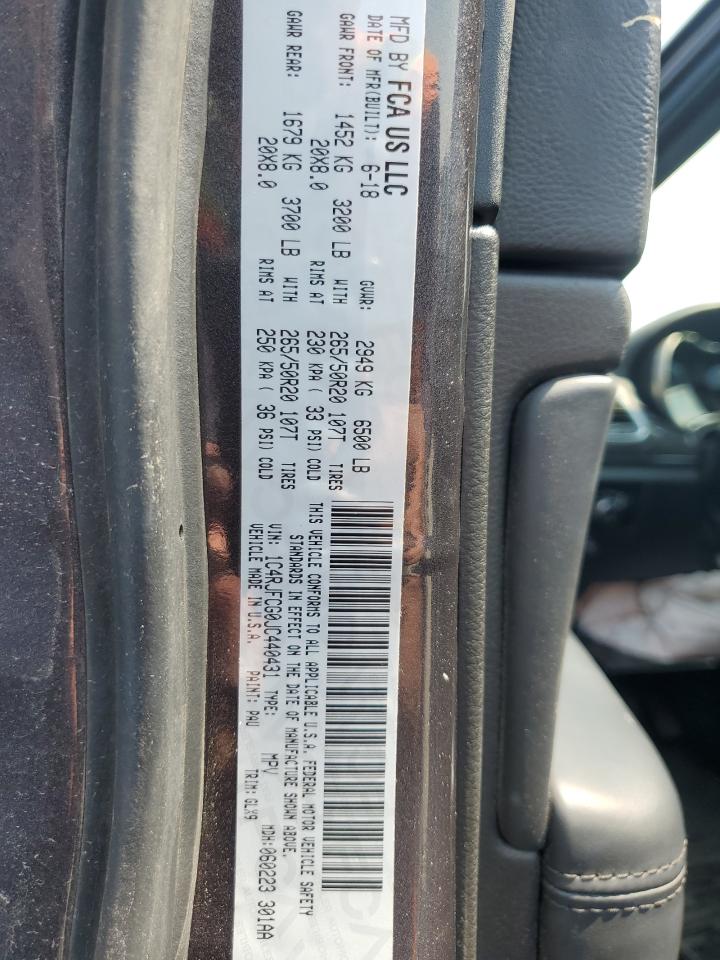 MFD BY FCA US LLC
DATE OF MFR(BUILT): 6-18 GVWR: 2949 KG 6500 LB
GAWR FRONT: 1452 KG 3200 LB WITH 265/50R20 107T TIRES
20X8.0 RIMS AT 230 KPA ( 33 PSI) COLD
GAWR REAR: 1679 KG 3700 LB WITH 265/50R20 107T TIRES
20X8.0 RIMS AT 250 KPA ( 36 PSI) COLD
THIS VEHICLE CONFORMS TO ALL APPLICABLE U.S.A. FEDERAL MOTOR VEHICLE SAFETY
STANDARDS IN EFFECT ON THE DATE OF MANUFACTURE SHOWN ABOVE.
VIN: 1C4RJFCG0JC440431 TYPE: MPV MDH:060223 301AA
VEHICLE MADE IN U.S.A. PAINT: PAU TRIM: GLX9